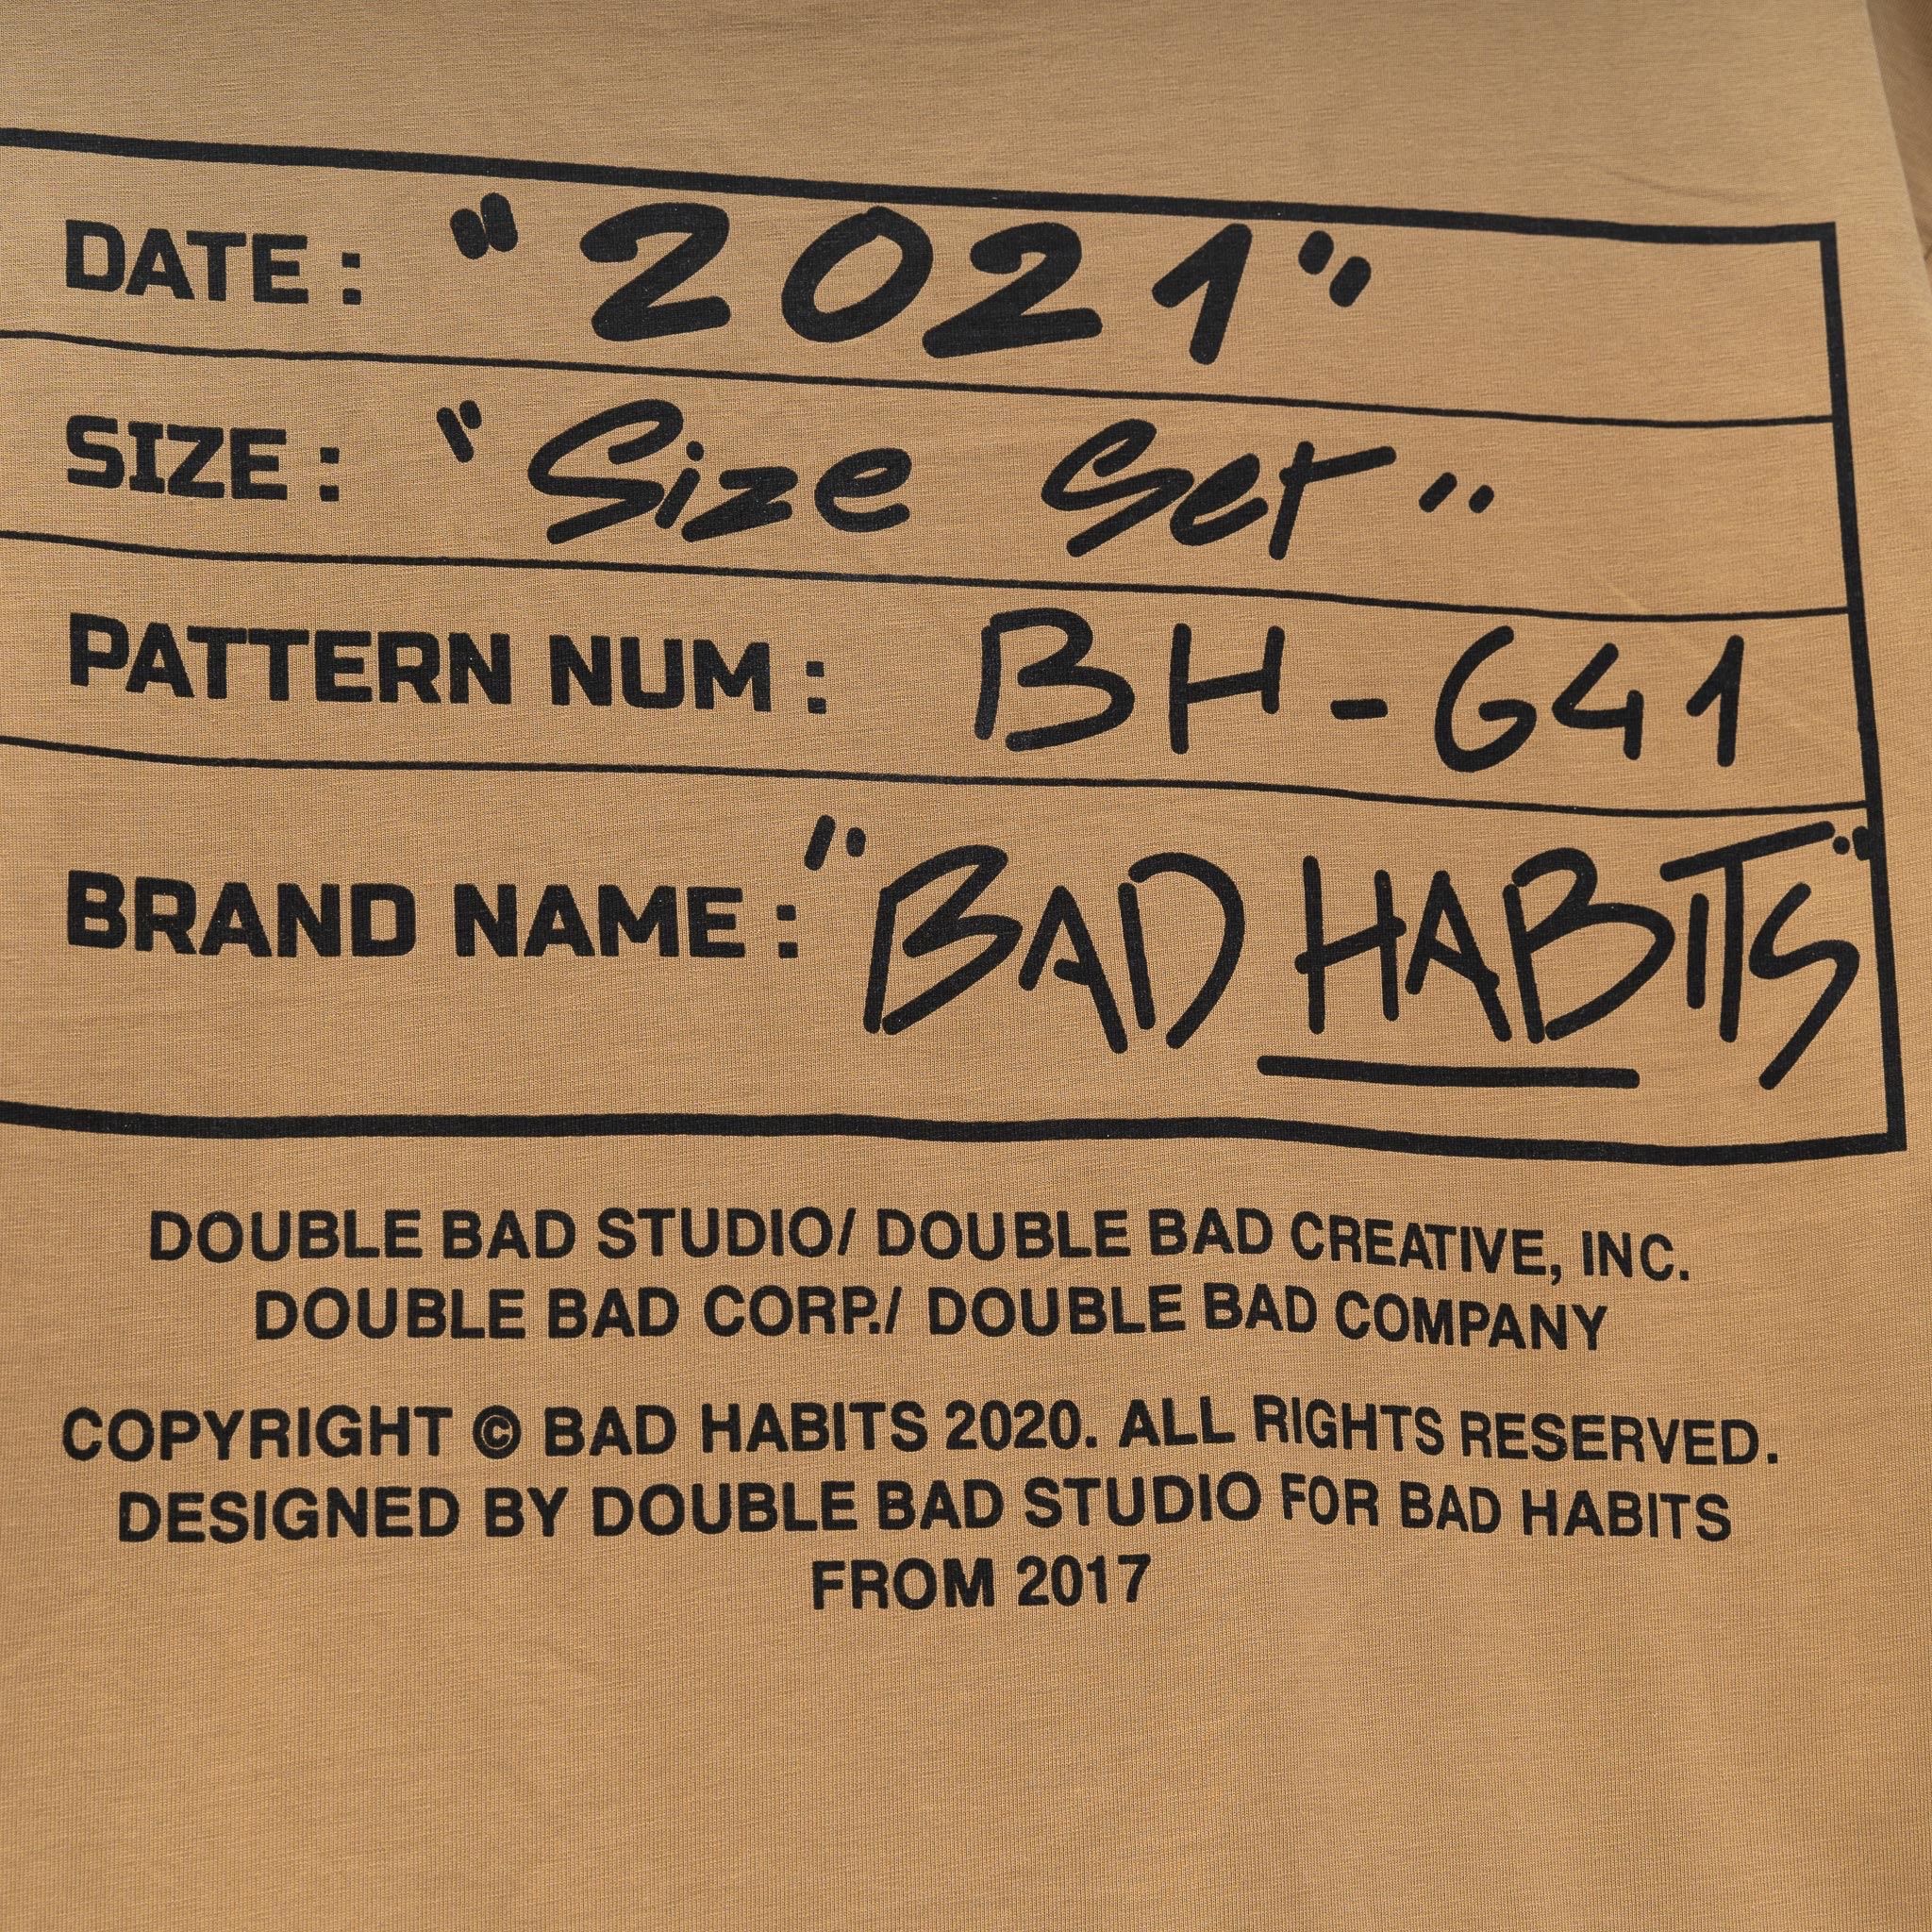 DATE : "2021"
SIZE : "Size Set"
PATTERN NUM : BH-641
BRAND NAME : "BAD HABITS"
DOUBLE BAD STUDIO/ DOUBLE BAD CREATIVE, INC.
DOUBLE BAD CORP./ DOUBLE BAD COMPANY
COPYRIGHT © BAD HABITS 2020. ALL RIGHTS RESERVED.
DESIGNED BY DOUBLE BAD STUDIO FOR BAD HABITS
FROM 2017